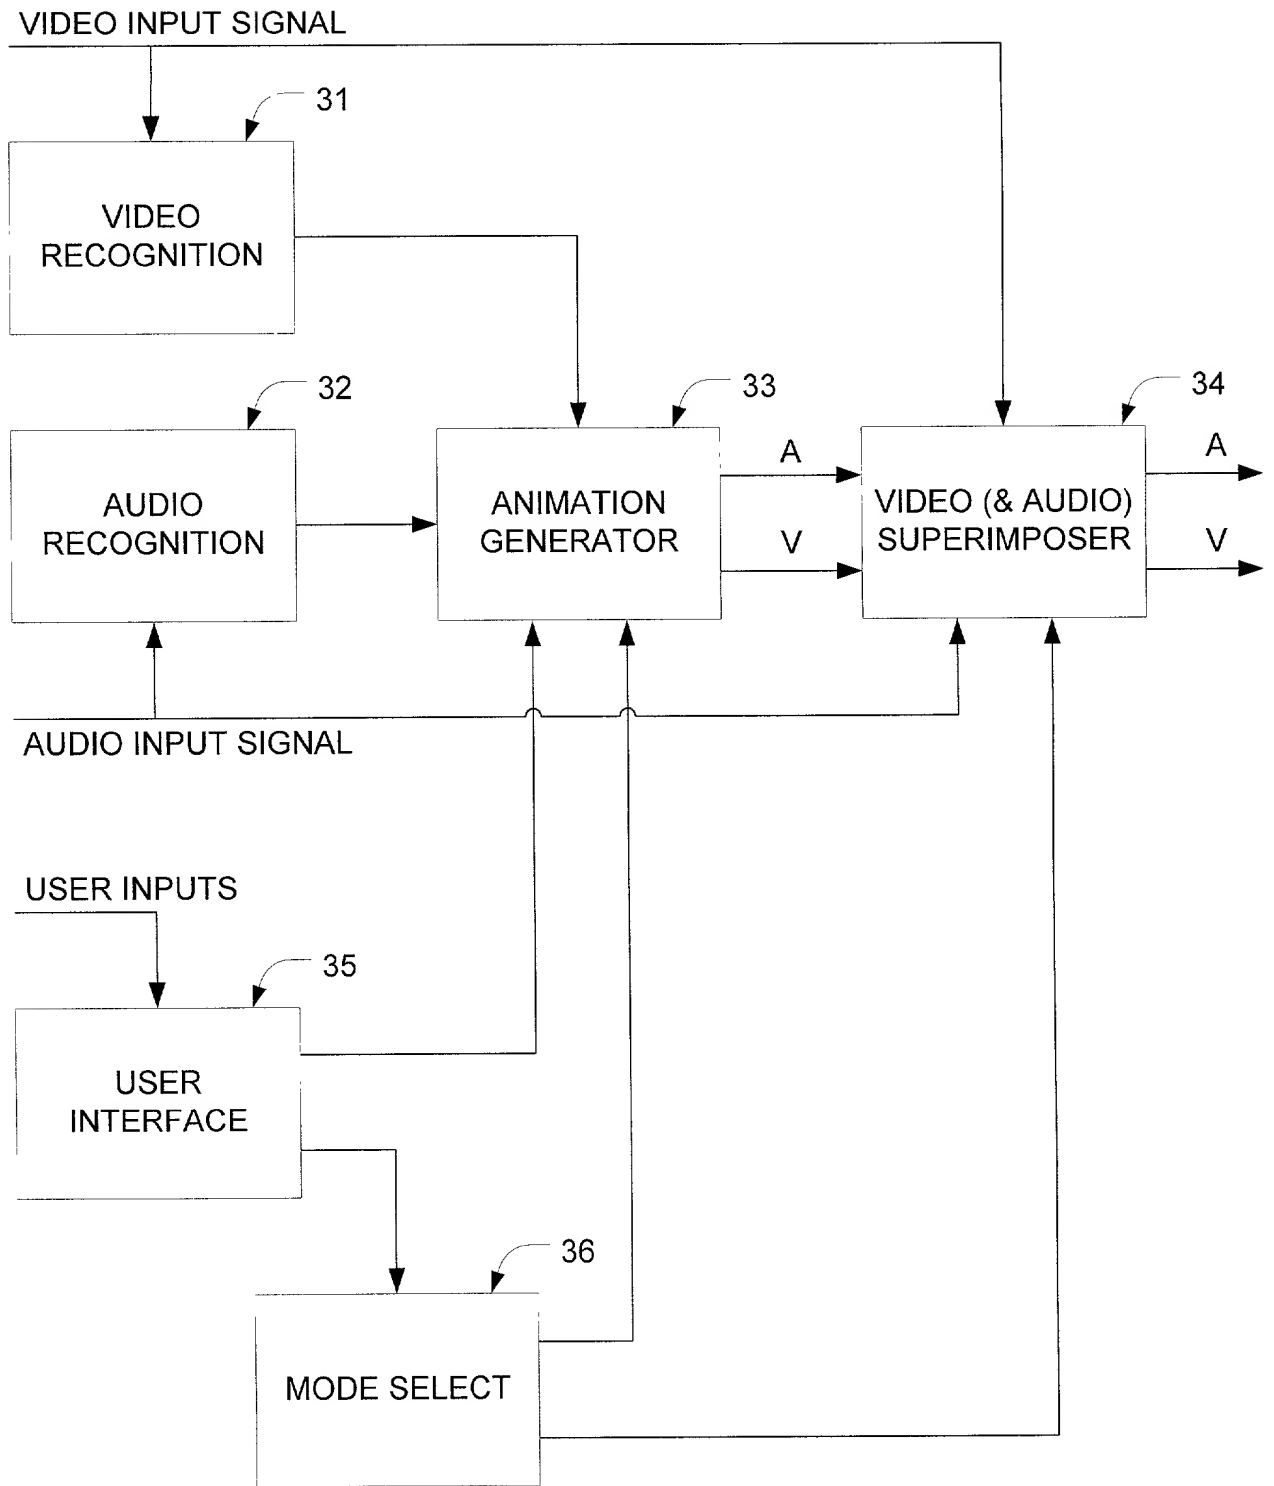 VIDEO INPUT SIGNAL
31
VIDEO
RECOGNITION
32
AUDIO
RECOGNITION
33
ANIMATION
GENERATOR
A
V
34
VIDEO (& AUDIO)
SUPERIMPOSER
A
V
AUDIO INPUT SIGNAL
USER INPUTS
35
USER
INTERFACE
36
MODE SELECT